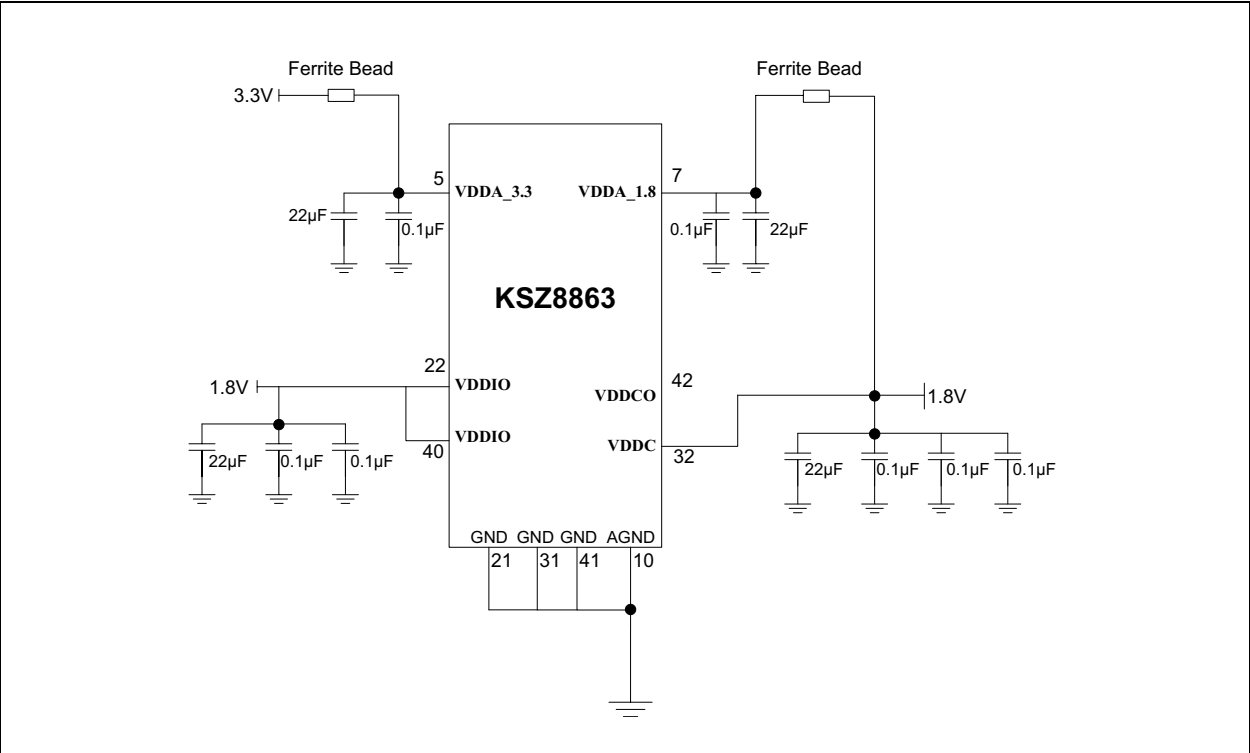 Ferrite Bead
Ferrite Bead
3.3V
5
7
VDDA_3.3
VDDA_1.8
22µF
0.1µF
0.1µF
22µF
KSZ8863
22
1.8V
VDDIO
42
VDDCO
1.8V
VDDIO
VDDC
40
32
22µF
0.1µF
0.1µF
22µF
0.1µF
0.1µF
0.1µF
GND
GND
GND
AGND
21
31
41
10